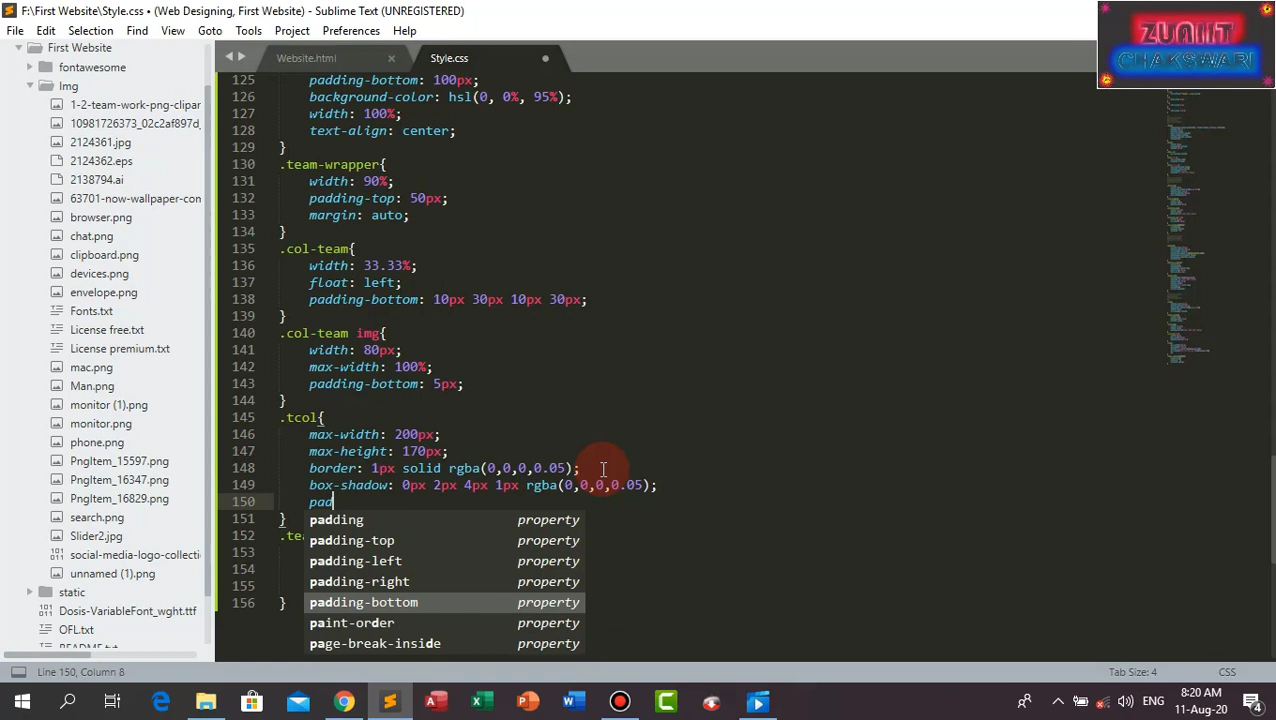 F:\First Website\Style.css • (Web Designing, First Website) - Sublime Text (UNREGISTERED)
File Edit Selection Find View Goto Tools Project Preferences Help
ZUNIIT
CHAKSWARI
First Website
fontawesome
Img
1-2-team-work-png-clipar
10981726373_02c2af897d_
2124361.jpg
2124362.eps
2138794.ai
63701-now-wallpaper-con
browser.png
chat.png
clipboard.png
devices.png
envelope.png
Fonts.txt
License free.txt
License premium.txt
mac.png
Man.png
monitor (1).png
monitor.png
phone.png
PngItem_15597.png
PngItem_16347.png
PngItem_16829.png
search.png
Slider2.jpg
social-media-logo-collecti
unnamed (1).png
static
Dosis-VariableFont_wght.ttf
OFL.txt
README.txt
Website.html
Style.css
125 padding-bottom: 100px;
126 background-color: hsl(0, 0%, 95%);
127 width: 100%;
128 text-align: center;
129 }
130 .team-wrapper{
131 width: 90%;
132 padding-top: 50px;
133 margin: auto;
134 }
135 .col-team{
136 width: 33.33%;
137 float: left;
138 padding-bottom: 10px 30px 10px 30px;
139 }
140 .col-team img{
141 width: 80px;
142 max-width: 100%;
143 padding-bottom: 5px;
144 }
145 .tcol{
146 max-width: 200px;
147 max-height: 170px;
148 border: 1px solid rgba(0,0,0,0.05);
149 box-shadow: 0px 2px 4px 1px rgba(0,0,0,0.05);
150 pad
151 }
152 .tea
153
154
155
156 }
padding property
padding-top property
padding-left property
padding-right property
padding-bottom property
paint-order property
page-break-inside property
Line 150, Column 8
Tab Size: 4
CSS
ENG
8:20 AM
11-Aug-20
4